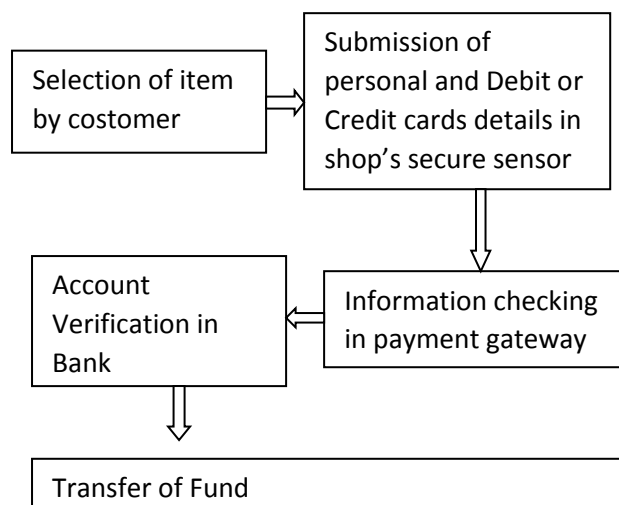 Selection of item
by costomer
Submission of
personal and Debit or
Credit cards details in
shop’s secure sensor
Information checking
in payment gateway
Account
Verification in
Bank
Transfer of Fund